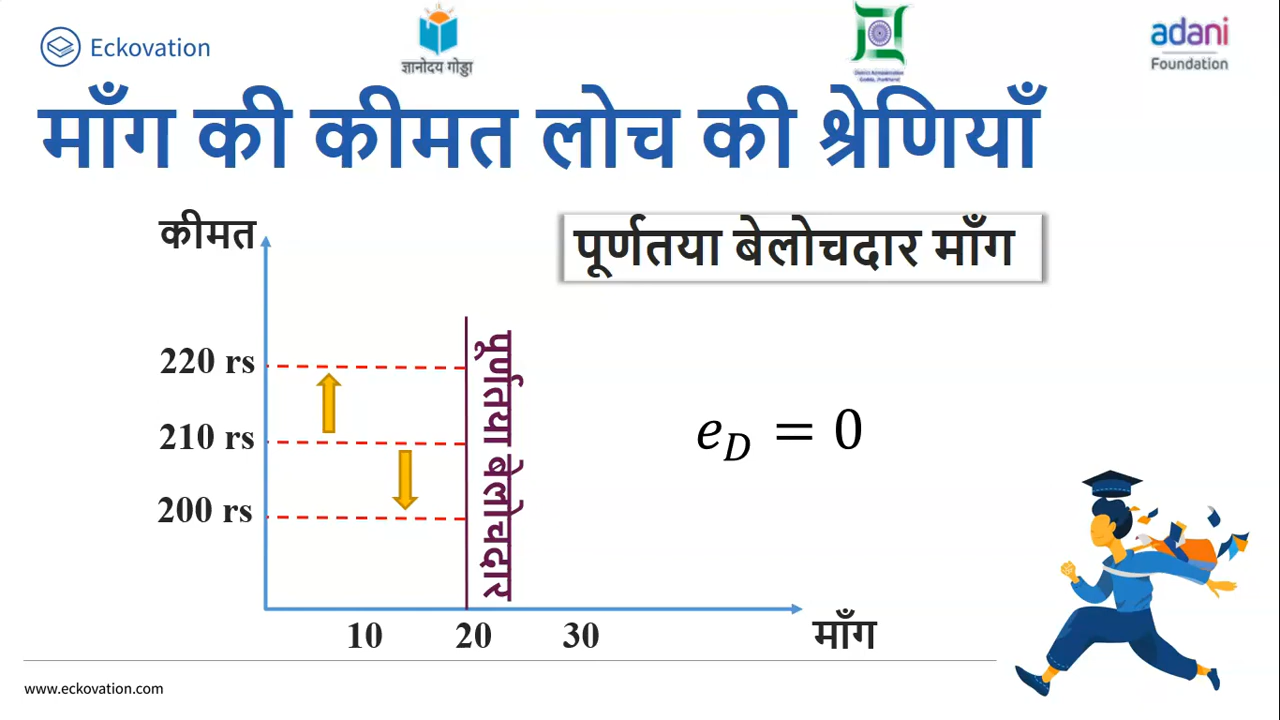 Eckovation
ज्ञानोदय गोड्डा
adani
Foundation
माँग की कीमत लोच की श्रेणियाँ
कीमत
पूर्णतया बेलोचदार माँग
220 rs
210 rs
200 rs
पूर्णतया बेलोचदार
e_D = 0
10 20 30
माँग
www.eckovation.com